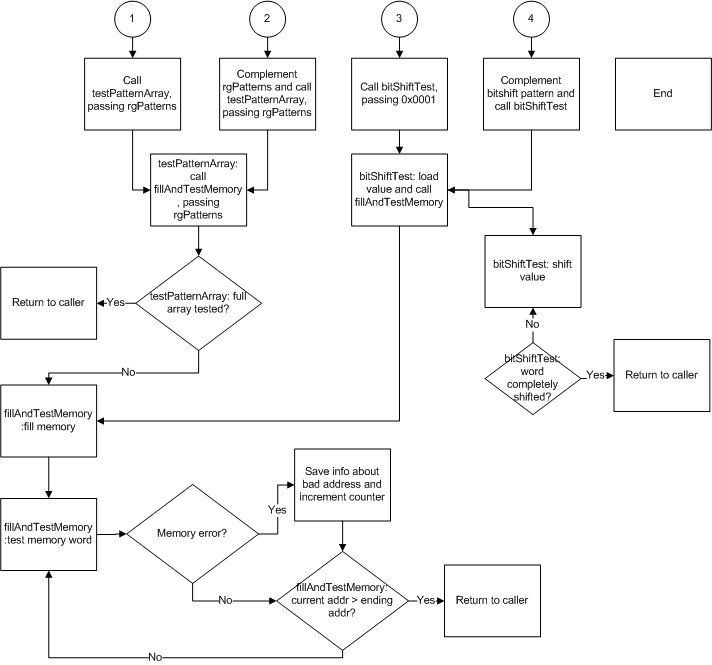 1
2
3
4
Call
testPatternArray,
passing rgPatterns
Complement
rgPatterns and call
testPatternArray,
passing rgPatterns
Call bitShiftTest,
passing 0x0001
Complement
bitshift pattern and
call bitShiftTest
End
testPatternArray:
call
fillAndTestMemory
, passing
rgPatterns
bitShiftTest: load
value and call
fillAndTestMemory
bitShiftTest: shift
value
Return to caller
Yes
testPatternArray: full
array tested?
No
No
bitShiftTest:
word
completely
shifted?
Yes
Return to caller
fillAndTestMemory
:fill memory
Save info about
bad address and
increment counter
Yes
fillAndTestMemory
:test memory word
Memory error?
No
fillAndTestMemory:
current addr > ending
addr?
Yes
Return to caller
No